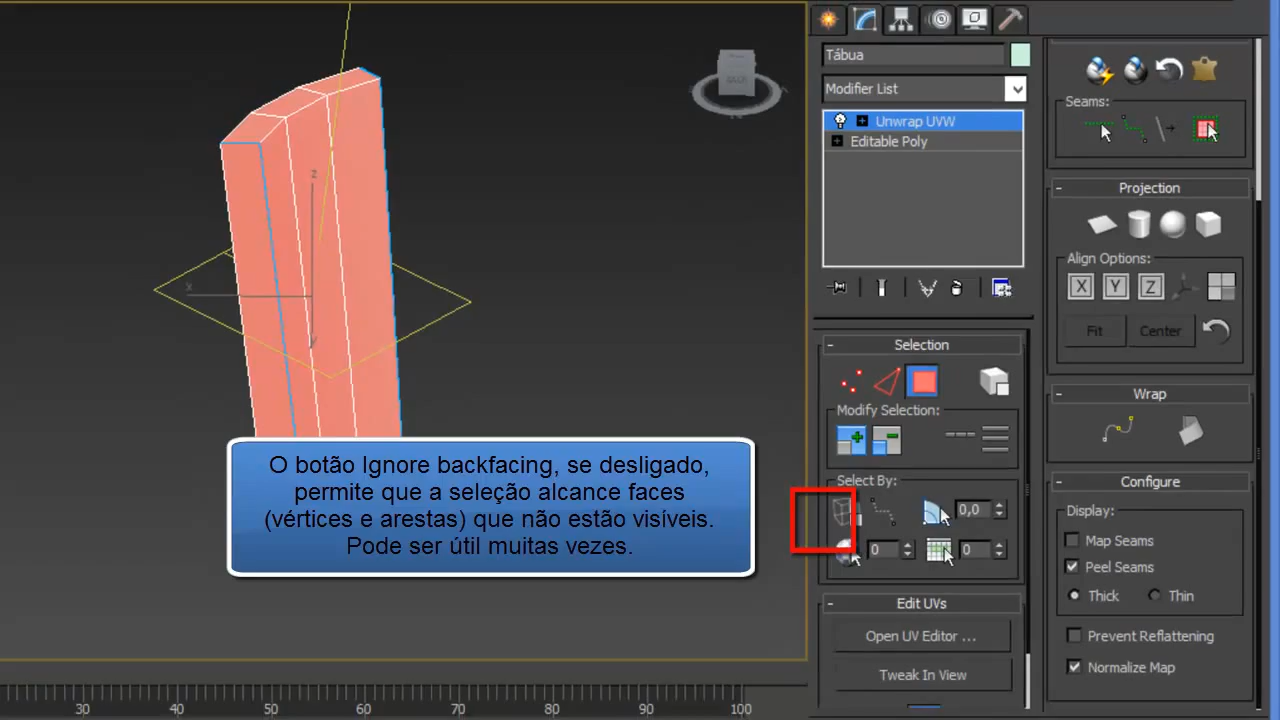 Tábua
Modifier List
Unwrap UVW
Editable Poly
Selection
Modify Selection:
Select By:
0,0
0
0
Edit UVs
Open UV Editor ...
Tweak In View
Seams:
Projection
Align Options:
X
Y
Z
Fit
Center
Wrap
Configure
Display:
Map Seams
Peel Seams
Thick
Thin
Prevent Reflattening
Normalize Map
z
x
O botão Ignore backfacing, se desligado,
permite que a seleção alcance faces
(vértices e arestas) que não estão visíveis.
Pode ser útil muitas vezes.
30 40 50 60 70 80 90 100